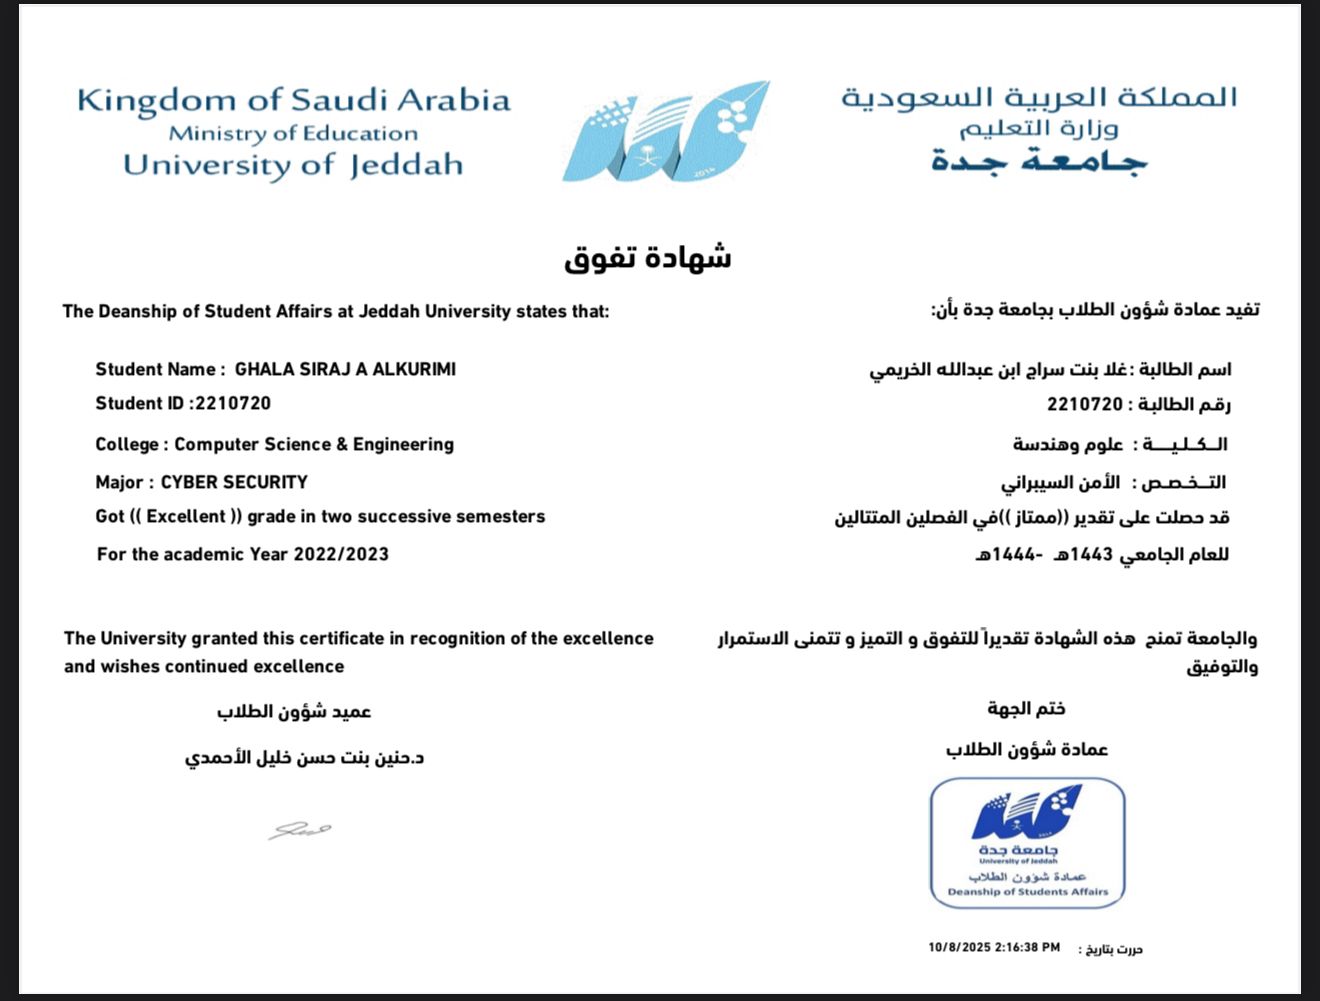 Kingdom of Saudi Arabia
Ministry of Education
University of Jeddah
2014
المملكة العربية السعودية
وزارة التعليم
جامعة جدة
شهادة تفوق
The Deanship of Student Affairs at Jeddah University states that:
Student Name : GHALA SIRAJ A ALKURIMI
Student ID :2210720
College : Computer Science & Engineering
Major : CYBER SECURITY
Got (( Excellent )) grade in two successive semesters
For the academic Year 2022/2023
تفيد عمادة شؤون الطلاب بجامعة جدة بأن:
اسم الطالبة :غلا بنت سراج ابن عبدالله الخريمي
رقم الطالبة : 2210720
الـــكـــلـــيـــــة : علوم وهندسة
التـــخـــصـــص : الأمن السيبراني
قد حصلت على تقدير ((ممتاز ))في الفصلين المتتالين
للعام الجامعي 1443هـ -1444هـ
The University granted this certificate in recognition of the excellence
and wishes continued excellence
والجامعة تمنح هذه الشهادة تقديراً للتفوق و التميز و تتمنى الاستمرار
والتوفيق
عميد شؤون الطلاب
د.حنين بنت حسن خليل الأحمدي
ختم الجهة
عمادة شؤون الطلاب
2014
جامعة جدة
University of Jeddah
عمادة شؤون الطلاب
Deanship of Students Affairs
حررت بتاريخ : 10/8/2025 2:16:38 PM